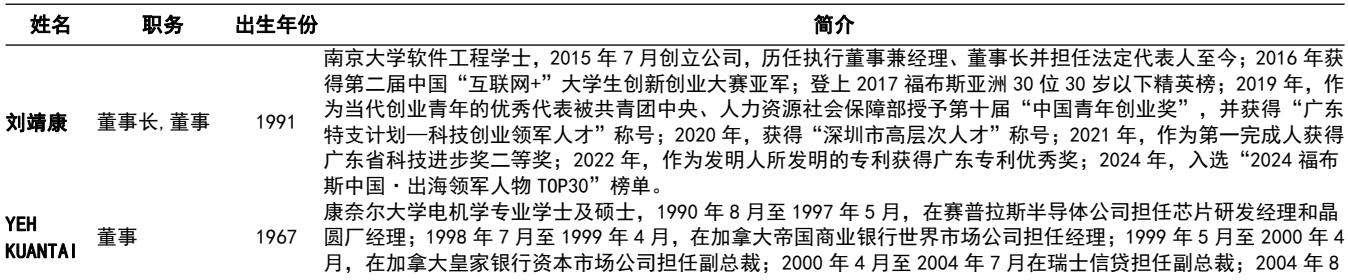 姓名 职务 出生年份 简介
南京大学软件工程学士，2015 年 7 月创立公司，历任执行董事兼经理、董事长并担任法定代表人至今；2016 年获
得第二届中国“互联网+”大学生创新创业大赛亚军；登上 2017 福布斯亚洲 30 位 30 岁以下精英榜；2019 年，作
为当代创业青年的优秀代表被共青团中央、人力资源社会保障部授予第十届“中国青年创业奖”，并获得“广东
刘靖康 董事长,董事 1991
特支计划—科技创业领军人才”称号；2020 年，获得“深圳市高层次人才”称号；2021 年，作为第一完成人获得
广东省科技进步奖二等奖；2022 年，作为发明人所发明的专利获得广东专利优秀奖；2024 年，入选“2024 福布
斯中国·出海领军人物 TOP30”榜单。
YEH KUANTAI 董事 1967
康奈尔大学电机学专业学士及硕士，1990 年 8 月至 1997 年 5 月，在赛普拉斯半导体公司担任芯片研发经理和晶
圆厂经理；1998 年 7 月至 1999 年 4 月，在加拿大帝国商业银行世界市场公司担任经理；1999 年 5 月至 2000 年 4
月，在加拿大皇家银行资本市场公司担任副总裁；2000 年 4 月至 2004 年 7 月在瑞士信贷担任副总裁；2004 年 8